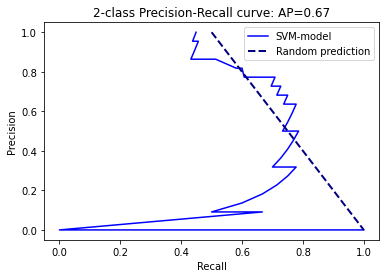 2-class Precision-Recall curve: AP=0.67
SVM-model
Random prediction
Precision
1.0
0.8
0.6
0.4
0.2
0.0
0.0 0.2 0.4 0.6 0.8 1.0
Recall